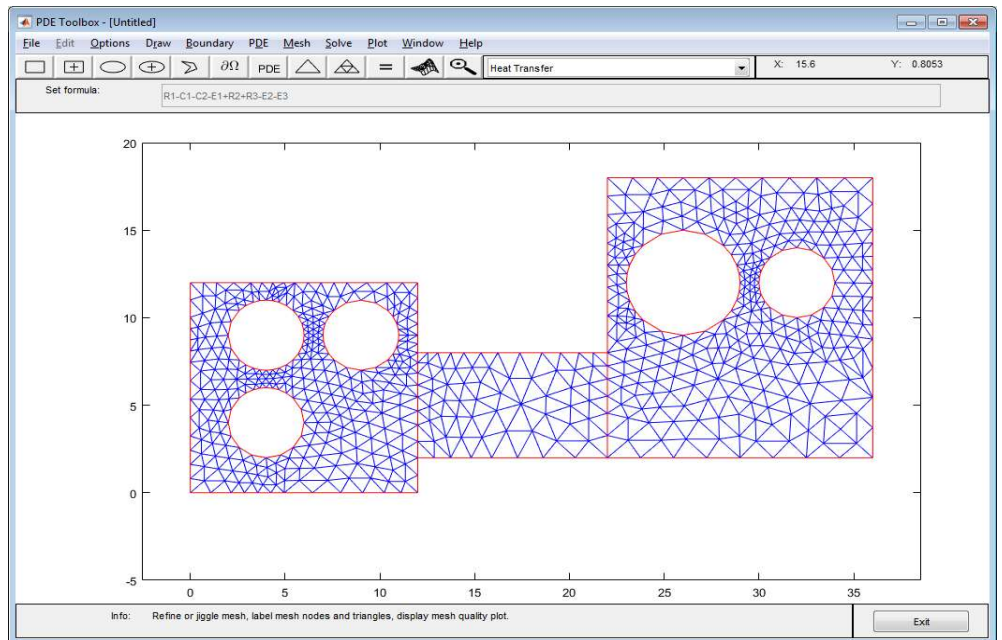 PDE Toolbox - [Untitled]
File Edit Options Draw Boundary PDE Mesh Solve Plot Window Help
∂Ω PDE = Heat Transfer X: 15.6 Y: 0.8053
Set formula: R1-C1-C2-E1+R2+R3-E2-E3
20
15
10
5
0
-5
0 5 10 15 20 25 30 35
Info: Refine or jiggle mesh, label mesh nodes and triangles, display mesh quality plot. Exit